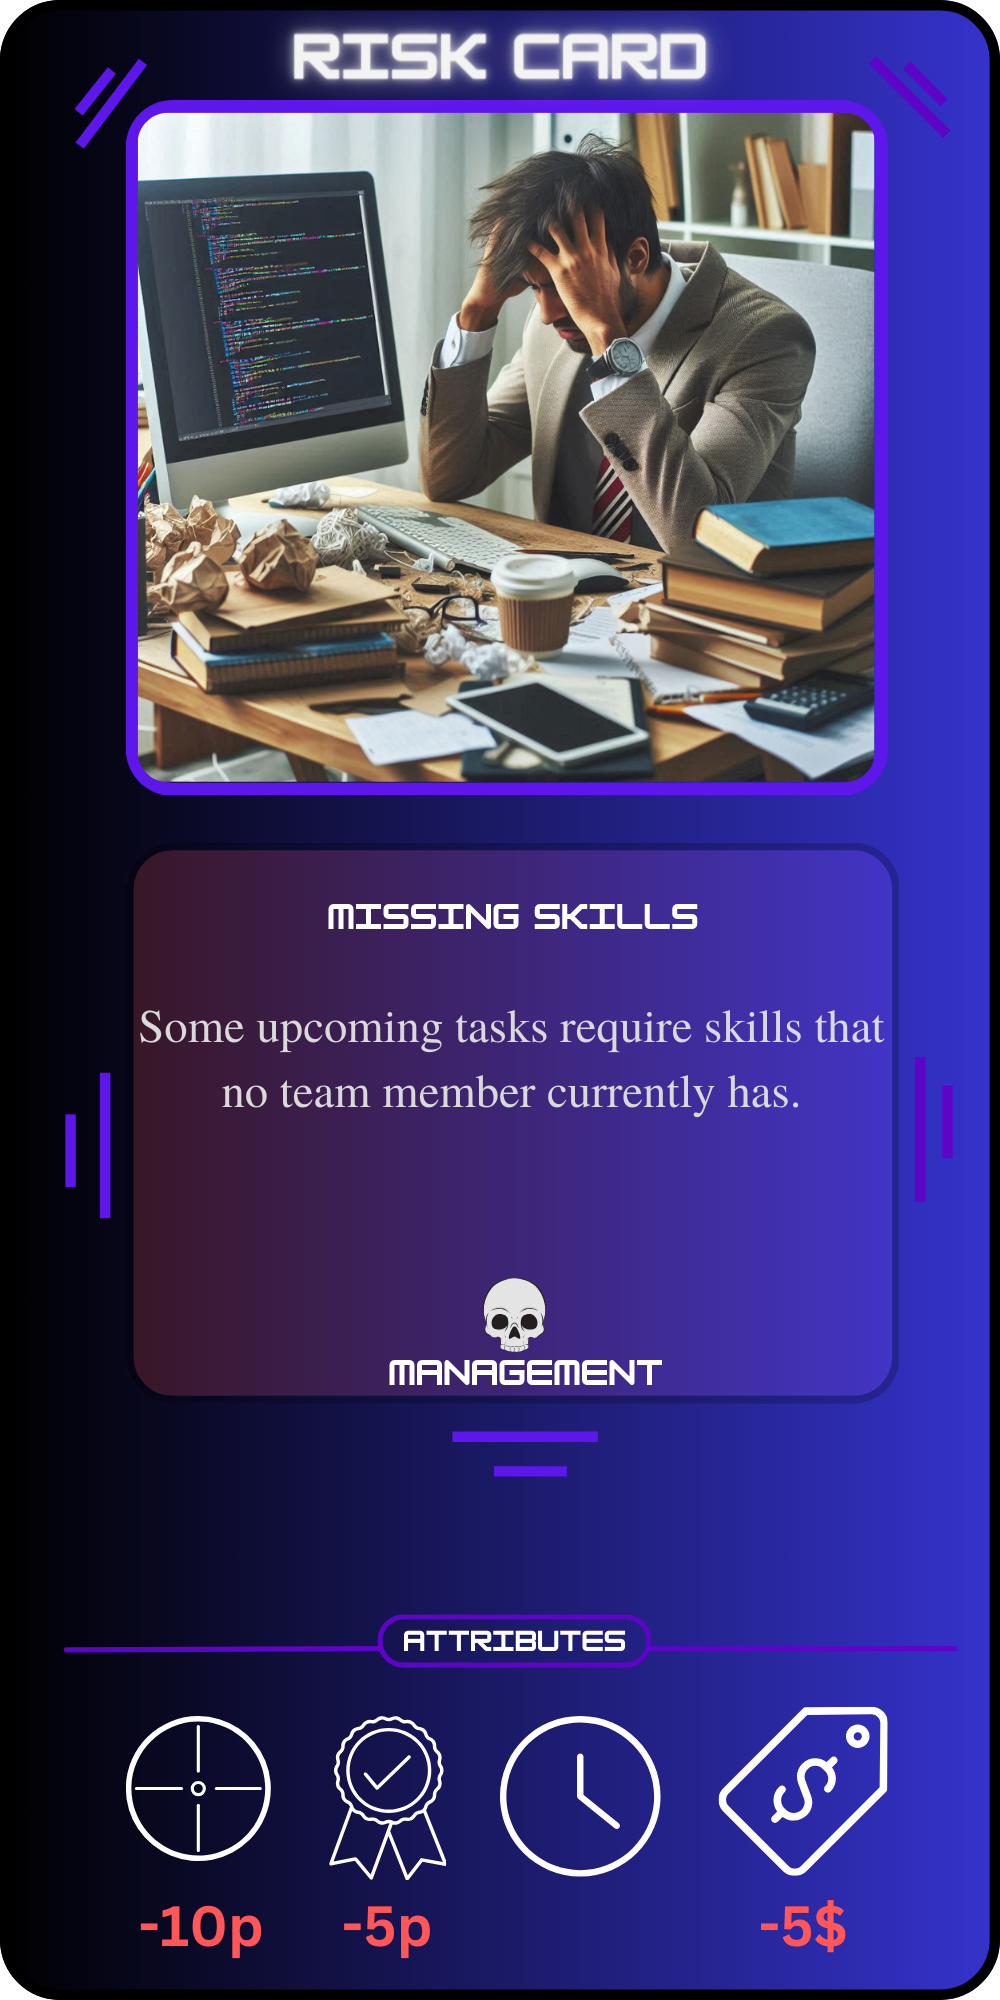 RISK CARD
MISSING SKILLS
Some upcoming tasks require skills that
no team member currently has.
MANAGEMENT
ATTRIBUTES
-10p -5p -5$